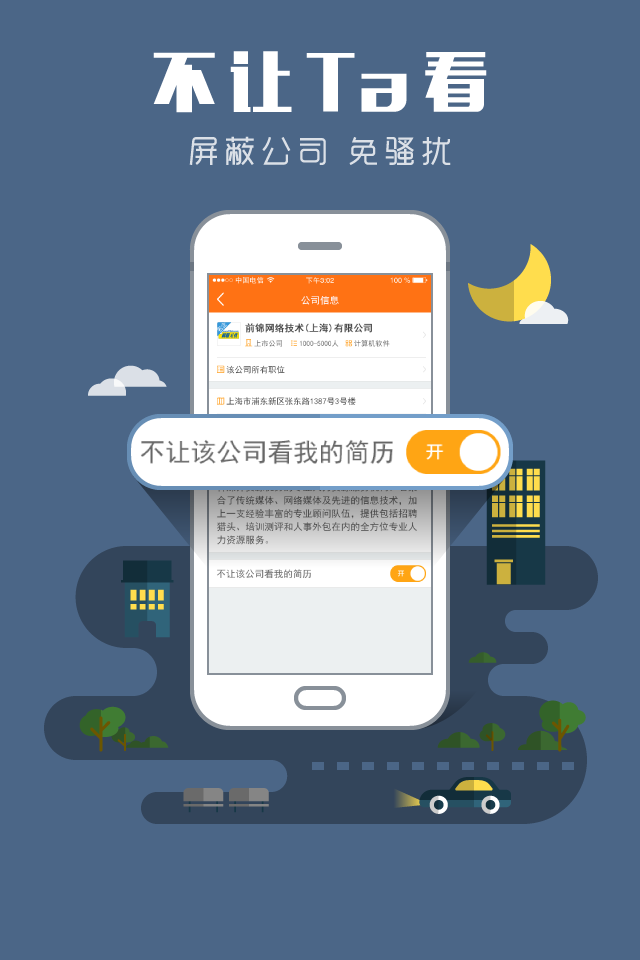 不让Ta看
屏蔽公司 免骚扰
中国电信 下午3:02 100 %
公司信息
前锦网络技术(上海)有限公司
上市公司 1000-5000人 计算机软件
该公司所有职位
上海市浦东新区张东路1387号3号楼
不让该公司看我的简历 开
合了传统媒体、网络媒体及先进的信息技术，加
上一支经验丰富的专业顾问队伍，提供包括招聘
猎头、培训测评和人事外包在内的全方位专业人
力资源服务。
不让该公司看我的简历 开